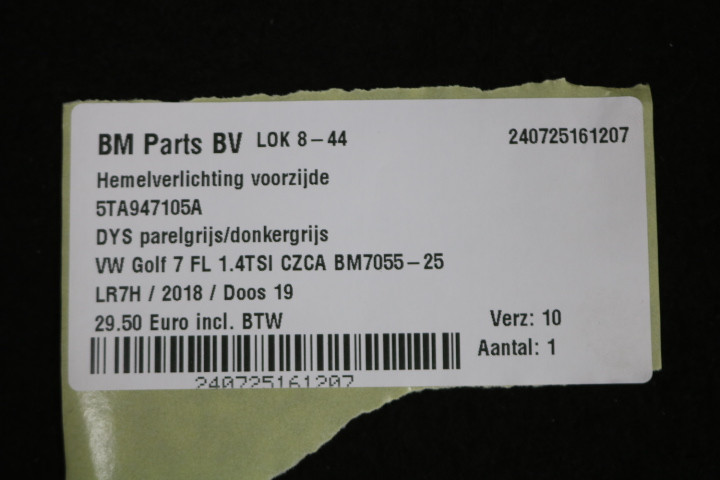 BM Parts BV LOK 8-44 240725161207
Hemelverlichting voorzijde
5TA947105A
DYS parelgrijs/donkergrijs
VW Golf 7 FL 1.4TSI CZCA BM7055-25
LR7H / 2018 / Doos 19
29.50 Euro incl. BTW Verz: 10
Aantal: 1
240725161207